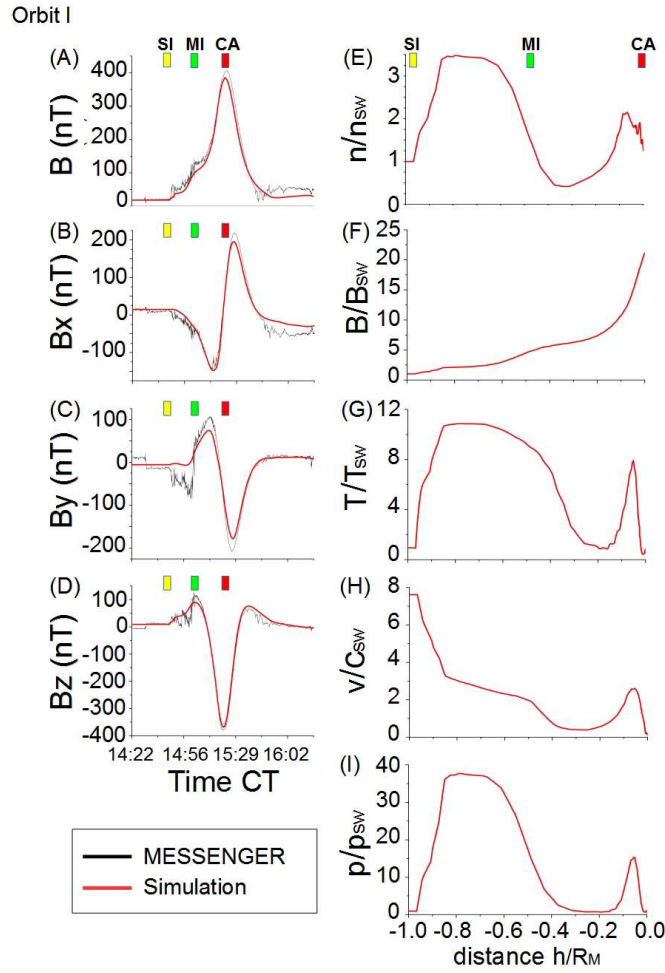 Orbit I
SI MI CA
(A)
400
300
200
100
0
B (nT)
(B)
200
100
0
-100
Bx (nT)
(C)
100
0
-100
-200
By (nT)
(D)
100
0
-100
-200
-300
-400
Bz (nT)
14:22 14:56 15:29 16:02
Time CT
MESSENGER
Simulation
SI MI CA
(E)
3
2
1
0
n/nsw
(F)
25
20
15
10
5
0
B/Bsw
(G)
12
8
4
0
T/Tsw
(H)
8
6
4
2
0
v/csw
(I)
40
30
20
10
0
p/psw
-1.0 -0.8 -0.6 -0.4 -0.2 0.0
distance h/RM